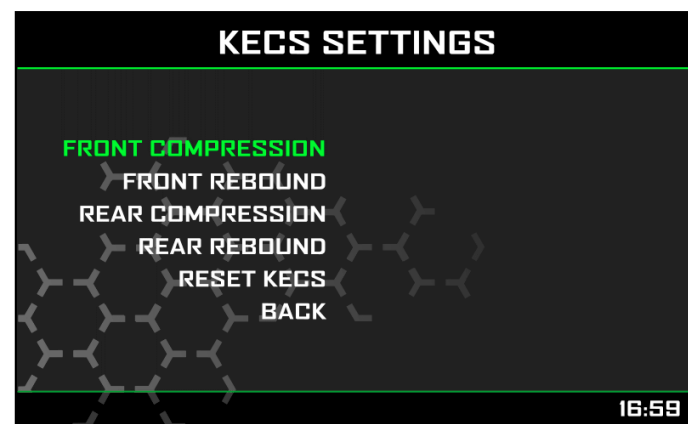 KECS SETTINGS
FRONT COMPRESSION
FRONT REBOUND
REAR COMPRESSION
REAR REBOUND
RESET KECS
BACK
16:59